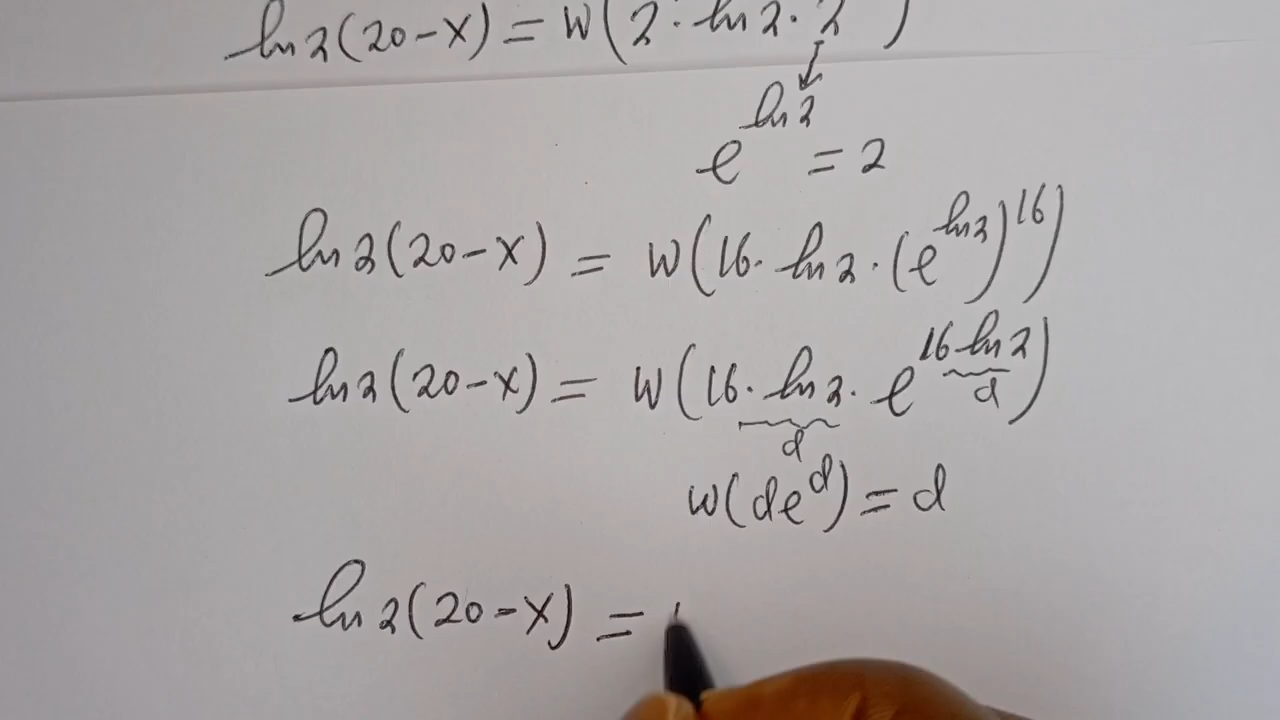 ln2(20-x) = W(2·ln2·2 )
e^ln2 = 2
ln2(20-x) = W(16·ln2·(e^ln2)^16)
ln2(20-x) = W(16·ln2·e^16·ln2)
d
d
W(de^d) = d
ln2(20-x) =